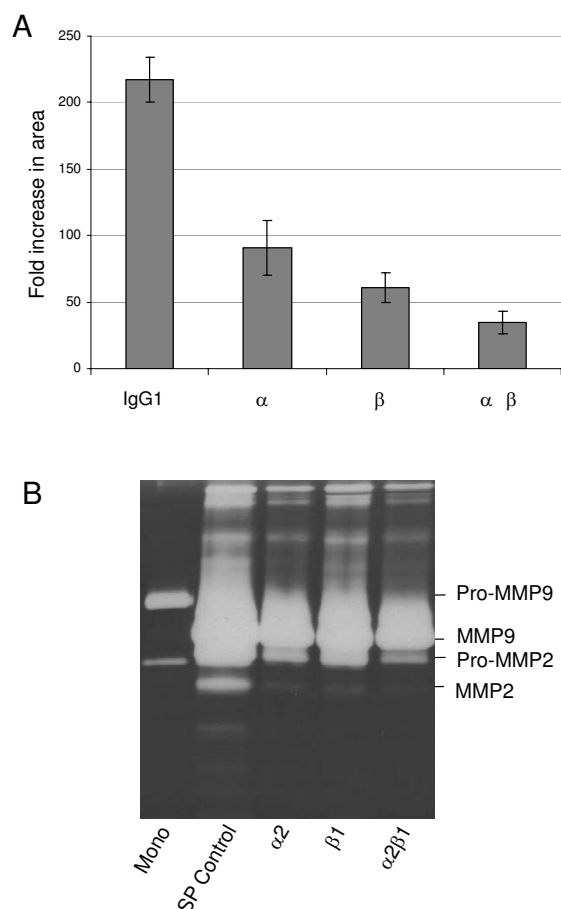 A
250
200
150
100
50
0
Fold increase in area
IgG1 α β α β
B
Pro-MMP9
MMP9
Pro-MMP2
MMP2
Mono SP Control α2 β1 α2β1